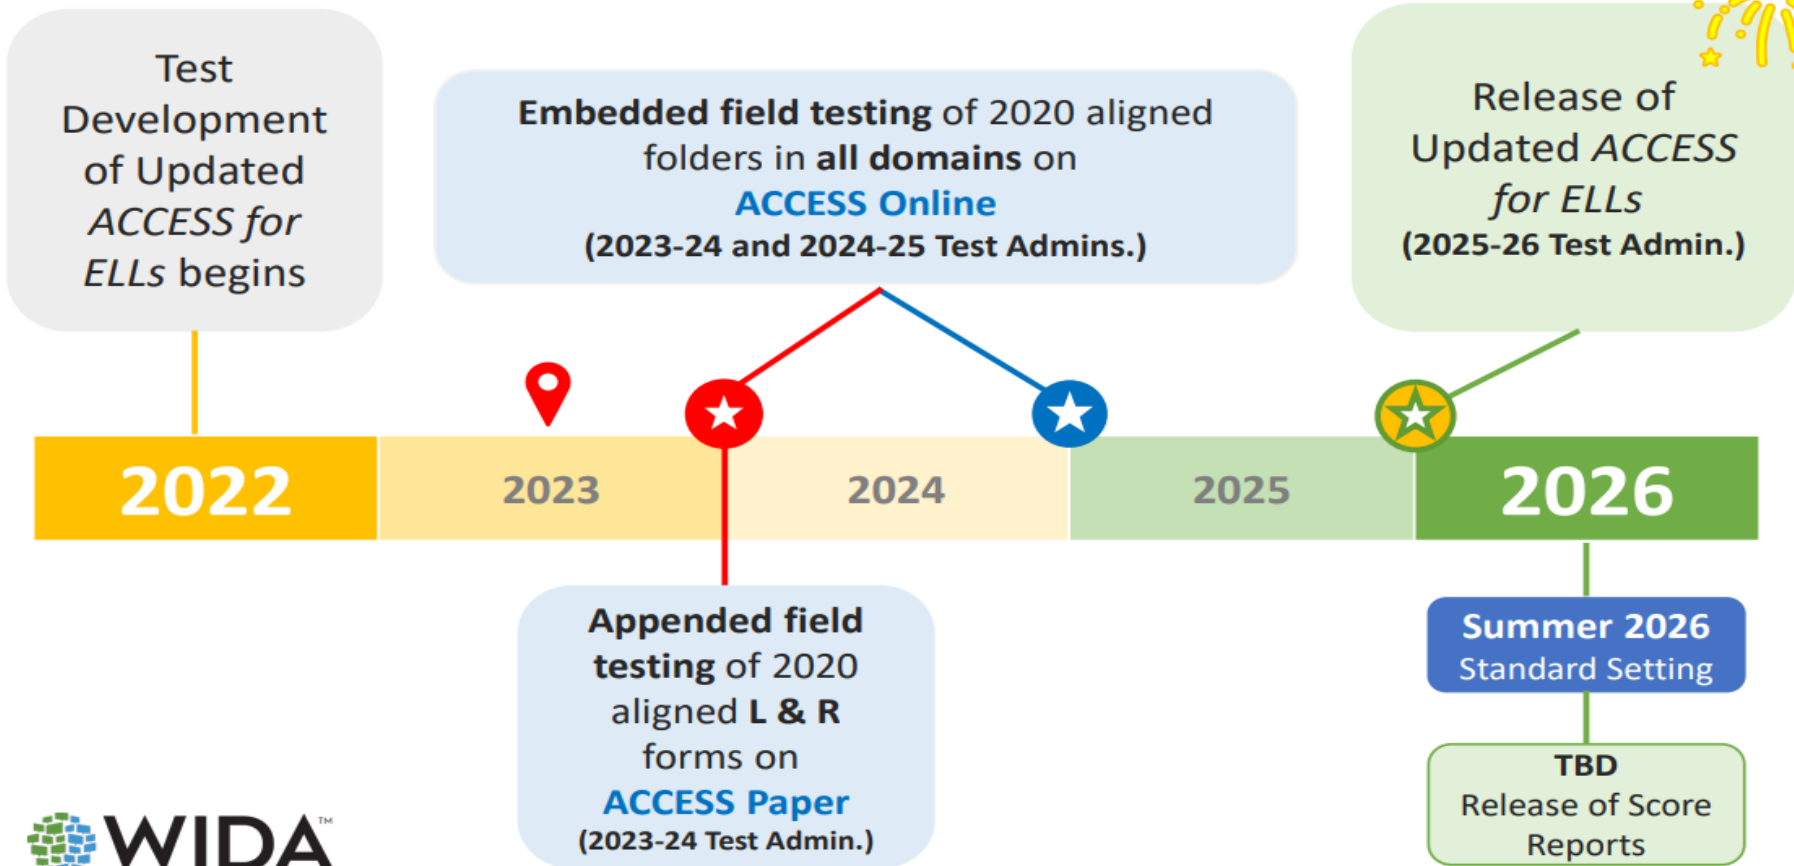 Test
Development
of Updated
ACCESS for
ELLs begins
Embedded field testing of 2020 aligned
folders in all domains on
ACCESS Online
(2023-24 and 2024-25 Test Admins.)
Release of
Updated ACCESS
for ELLs
(2025-26 Test Admin.)
2022
2023
2024
2025
2026
Appended field
testing of 2020
aligned L & R
forms on
ACCESS Paper
(2023-24 Test Admin.)
Summer 2026
Standard Setting
TBD
Release of Score
Reports
WIDA™